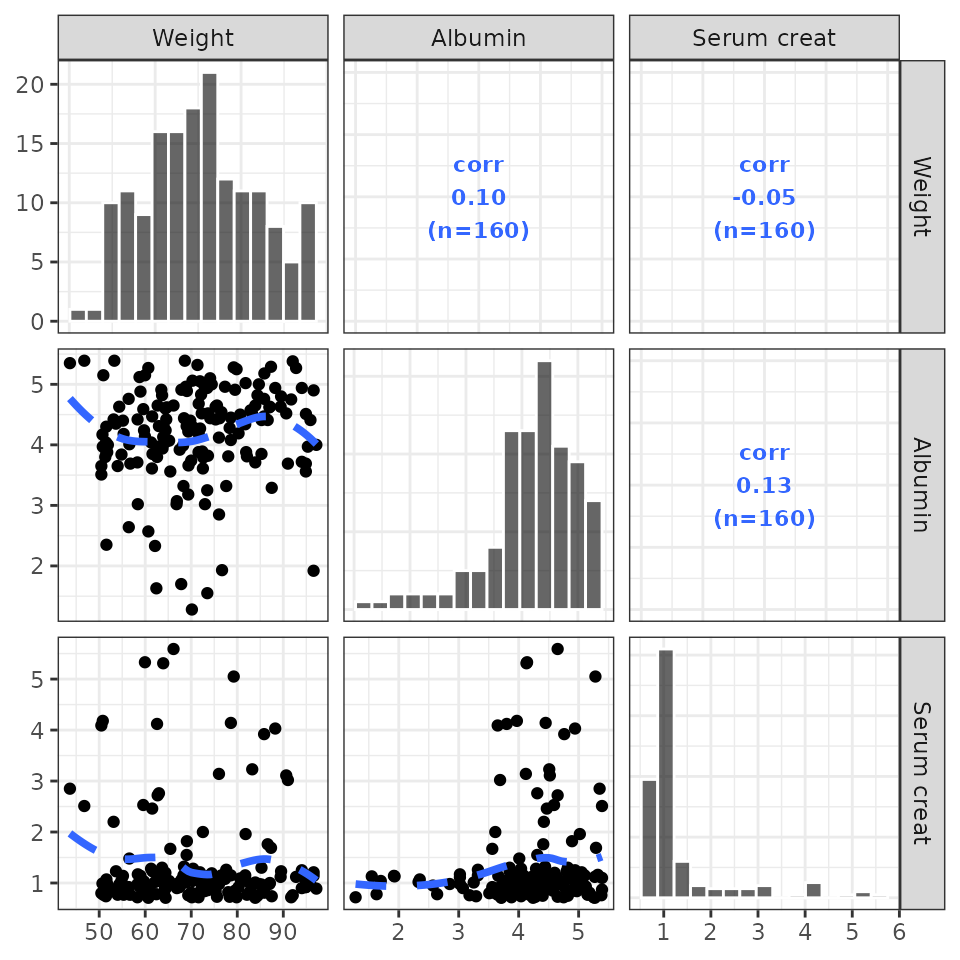 Weight Albumin Serum creat
20
15
10
5
0
corr
0.10
(n=160)
corr
-0.05
(n=160)
Weight
5
4
3
2
corr
0.13
(n=160)
Albumin
5
4
3
2
1
Serum creat
50 60 70 80 90
2 3 4 5
1 2 3 4 5 6